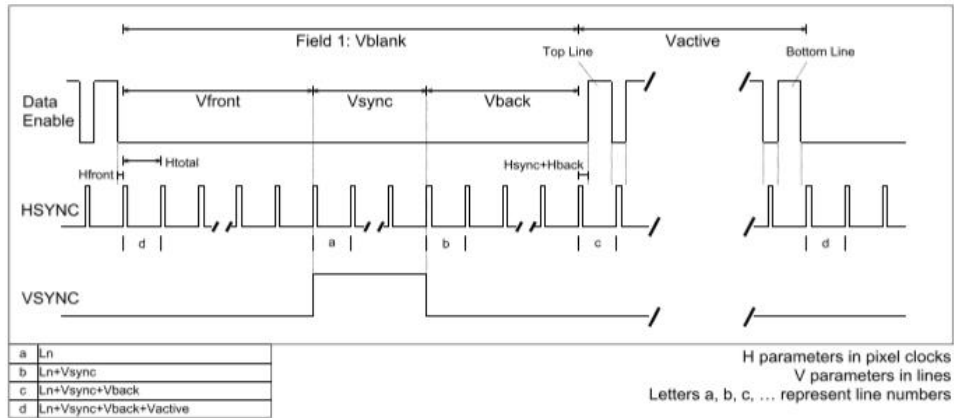 Field 1: Vblank
Vactive
Top Line
Bottom Line
Data
Enable
Vfront
Vsync
Vback
Hfront
Htotal
Hsync+Hback
HSYNC
d
a
b
c
d
VSYNC
a Ln
b Ln+Vsync
c Ln+Vsync+Vback
d Ln+Vsync+Vback+Vactive
H parameters in pixel clocks
V parameters in lines
Letters a, b, c, ... represent line numbers